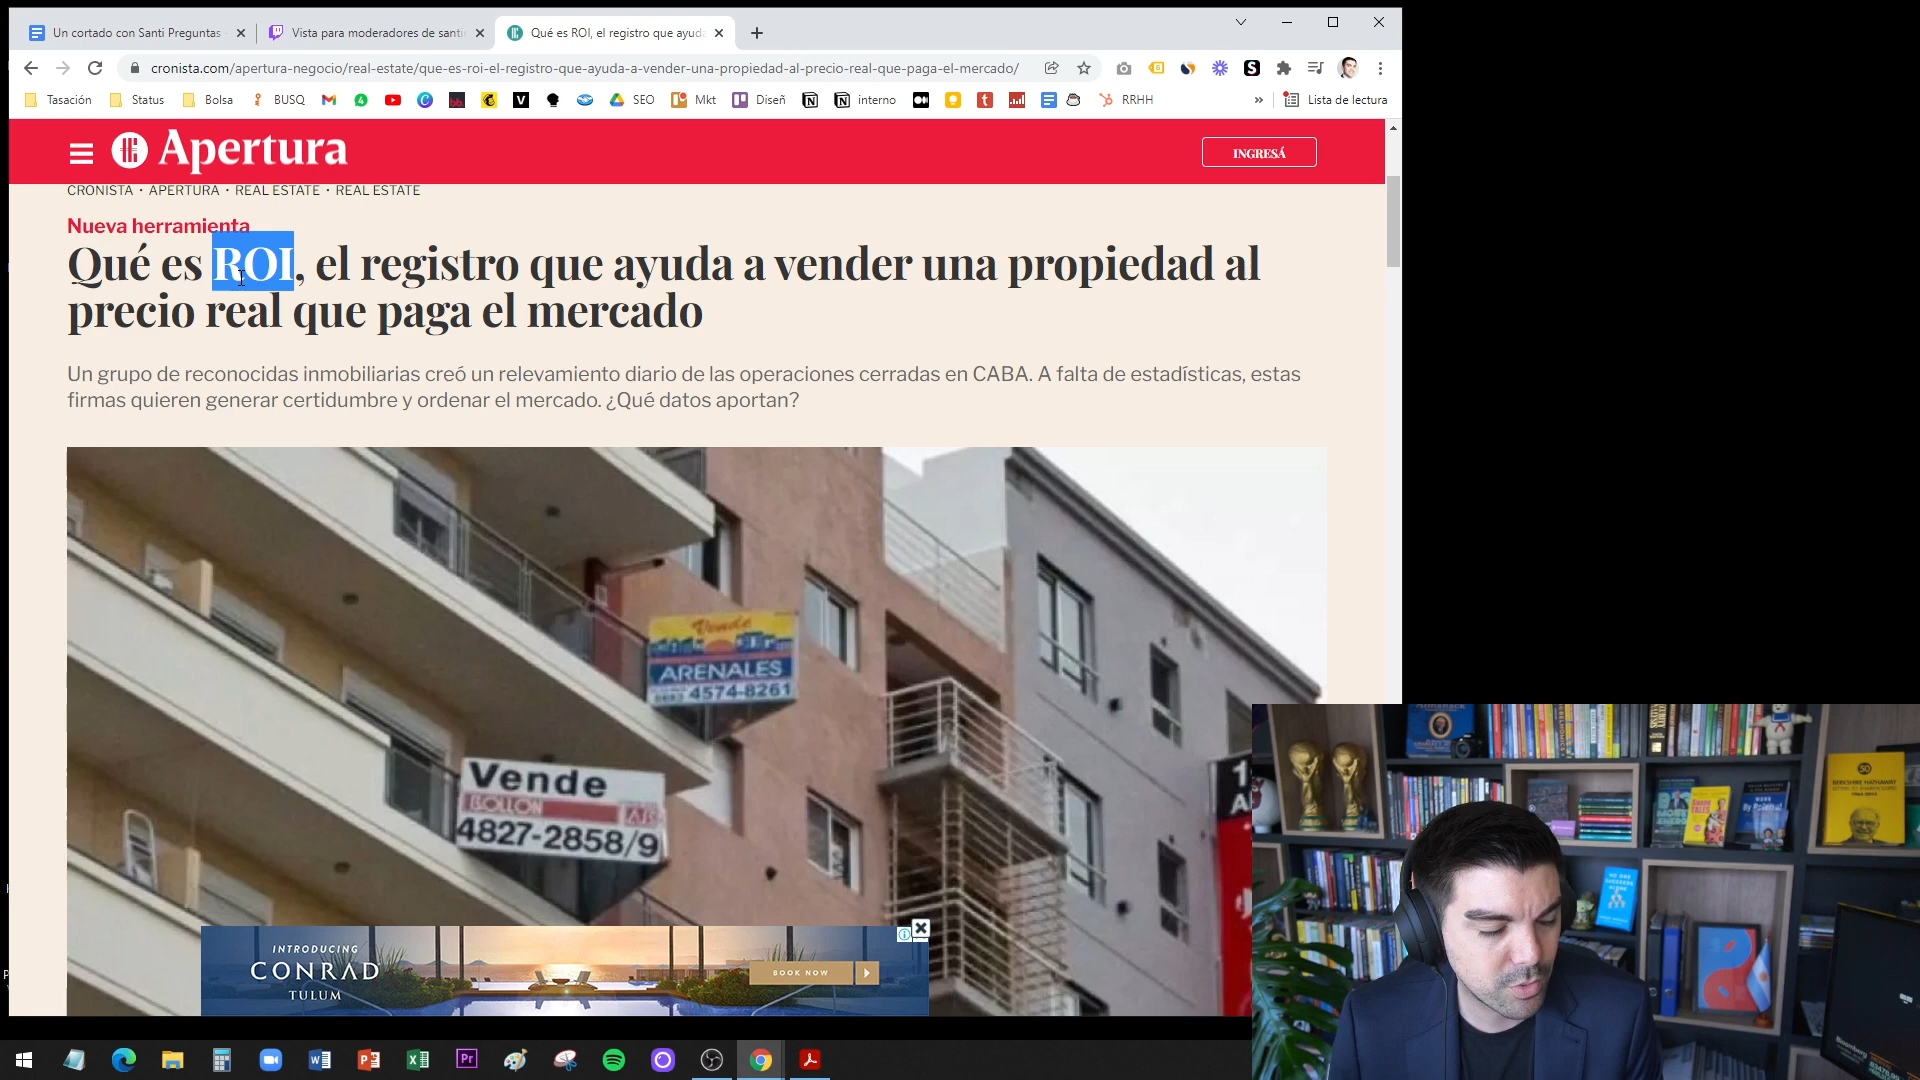 Un cortado con Santi Preguntas
Vista para moderadores de santi
Qué es ROI, el registro que ayuda
cronista.com/apertura-negocio/real-estate/que-es-roi-el-registro-que-ayuda-a-vender-una-propiedad-al-precio-real-que-paga-el-mercado/
Tasación Status Bolsa BUSQ SEO Mkt Diseñ interno RRHH » Lista de lectura
Apertura
INGRESÁ
CRONISTA • APERTURA • REAL ESTATE • REAL ESTATE
Nueva herramienta
Qué es ROI, el registro que ayuda a vender una propiedad al
precio real que paga el mercado
Un grupo de reconocidas inmobiliarias creó un relevamiento diario de las operaciones cerradas en CABA. A falta de estadísticas, estas
firmas quieren generar certidumbre y ordenar el mercado. ¿Qué datos aportan?
Vende
ARENALES
4574-8261
Vende
BOLLON
4827-2858/9
INTRODUCING
CONRAD
TULUM
BOOK NOW
BERKSHIRE HATHAWAY
Bloomberg